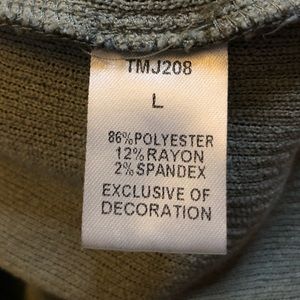 TMJ208
L
86%POLYESTER
12%RAYON
2%SPANDEX
EXCLUSIVE OF
DECORATION